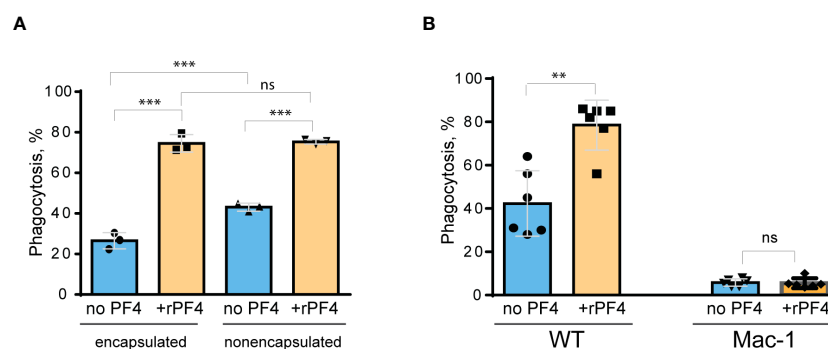 A
B
***
***
ns
***
**
ns
Phagocytosis, %
100
80
60
40
20
0
no PF4 +rPF4 no PF4 +rPF4
encapsulated nonencapsulated
Phagocytosis, %
100
80
60
40
20
0
no PF4 +rPF4 no PF4 +rPF4
WT Mac-1